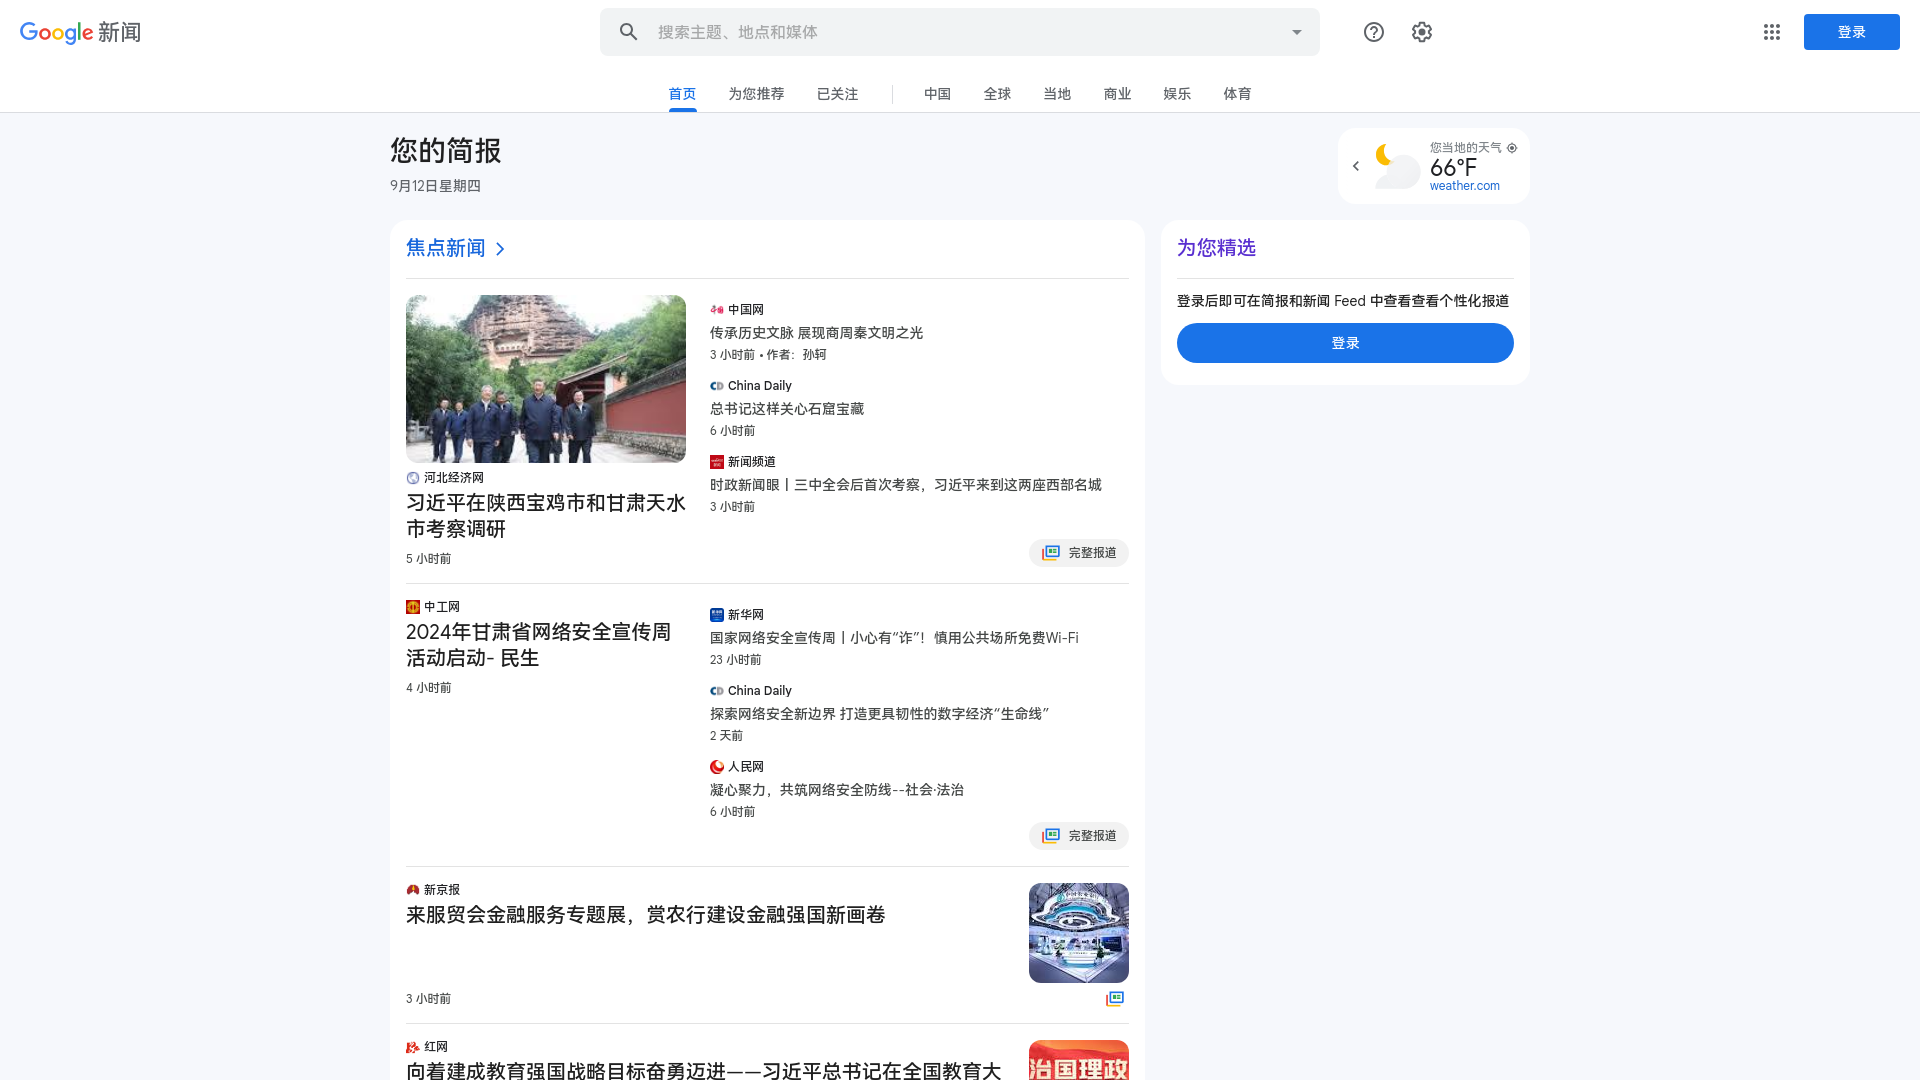 Google 新闻
搜索主题、地点和媒体
登录
首页
为您推荐
已关注
中国
全球
当地
商业
娱乐
体育
您的简报
9月12日星期四
您当地的天气
66°F
weather.com
焦点新闻
河北经济网
习近平在陕西宝鸡市和甘肃天水
市考察调研
5 小时前
中国网
传承历史文脉 展现商周秦文明之光
3 小时前 • 作者：孙轲
China Daily
总书记这样关心石窟宝藏
6 小时前
新闻频道
时政新闻眼丨三中全会后首次考察，习近平来到这两座西部名城
3 小时前
完整报道
中工网
2024年甘肃省网络安全宣传周
活动启动- 民生
4 小时前
新华网
国家网络安全宣传周丨小心有“诈”！慎用公共场所免费Wi-Fi
23 小时前
China Daily
探索网络安全新边界 打造更具韧性的数字经济“生命线”
2 天前
人民网
凝心聚力，共筑网络安全防线--社会·法治
6 小时前
完整报道
新京报
来服贸会金融服务专题展，赏农行建设金融强国新画卷
3 小时前
红网
向着建成教育强国战略目标奋勇迈进——习近平总书记在全国教育大
治国理政
为您精选
登录后即可在简报和新闻 Feed 中查看查看个性化报道
登录